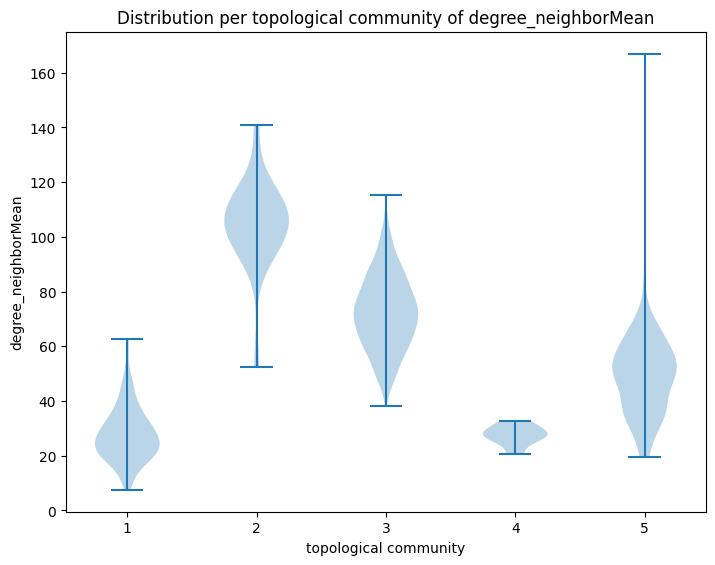 Distribution per topological community of degree_neighborMean
degree_neighborMean
160
140
120
100
80
60
40
20
0
1 2 3 4 5
topological community